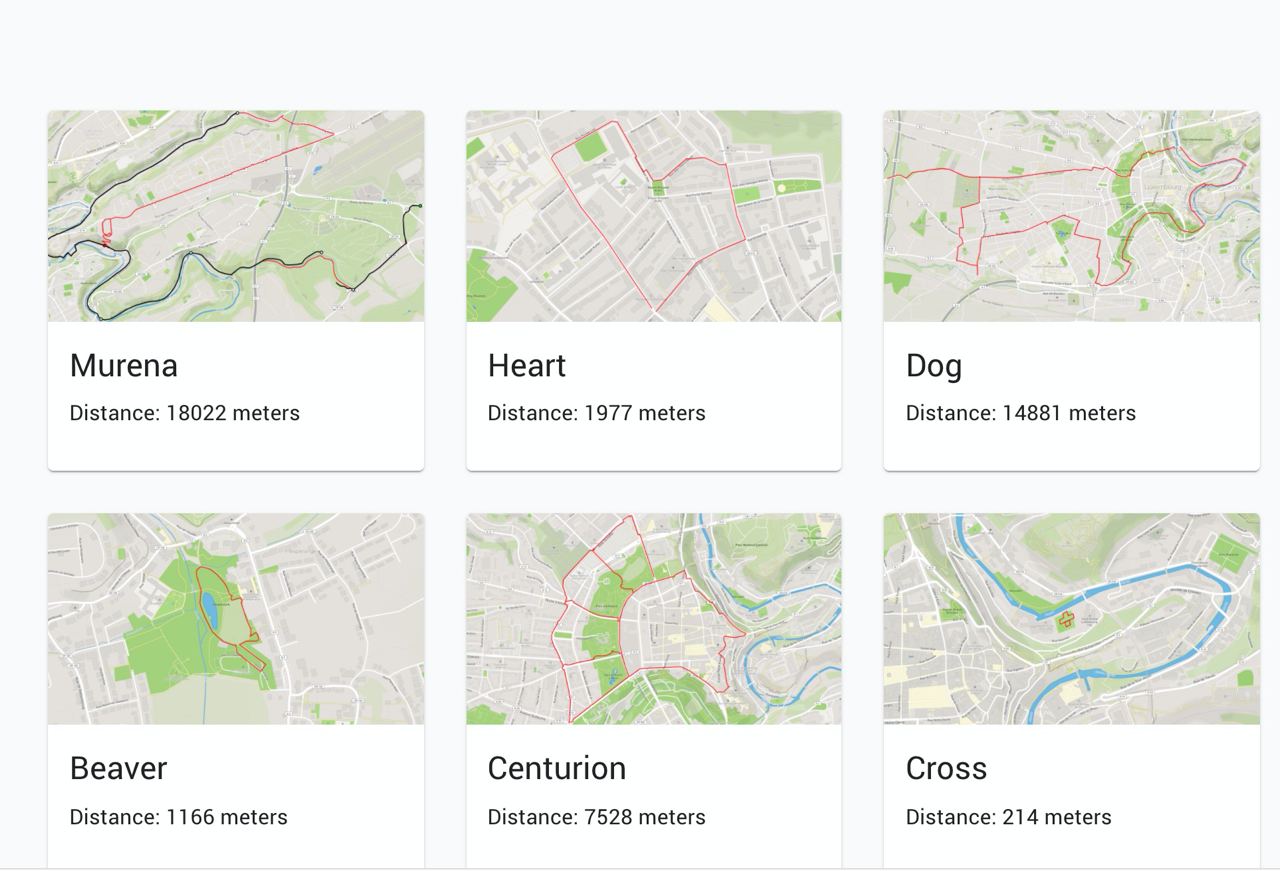 Murena
Distance: 18022 meters
Heart
Distance: 1977 meters
Dog
Distance: 14881 meters
Beaver
Distance: 1166 meters
Centurion
Distance: 7528 meters
Cross
Distance: 214 meters